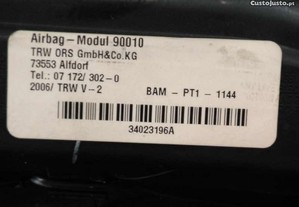 CustoJusto.pt
Airbag - Modul 90010
TRW ORS GmbH&Co.KG
73553 Alfdorf
Tel.: 07 172/ 302-0
2006/ TRW V-2 BAM - PT1 - 1144
34023196A